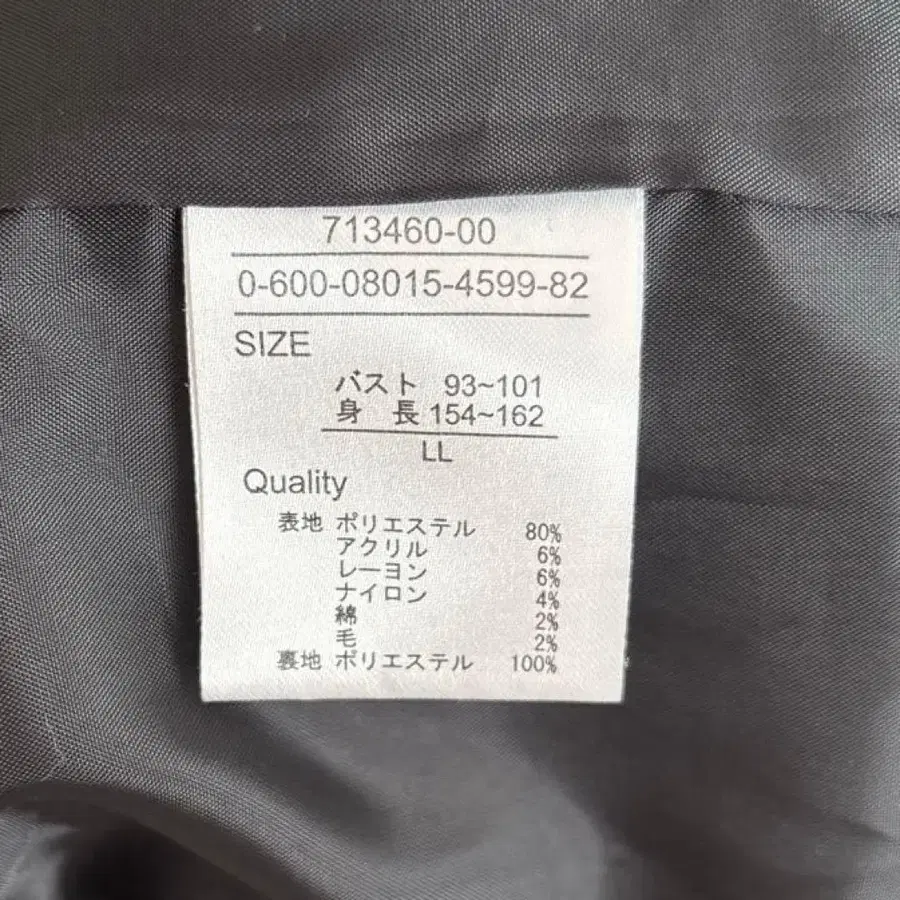 713460-00
0-600-08015-4599-82
SIZE
バスト 93~101
身 長 154~162
LL
Quality
表地 ポリエステル 80%
アクリル 6%
レーヨン 6%
ナイロン 4%
綿 2%
毛 2%
裏地 ポリエステル 100%